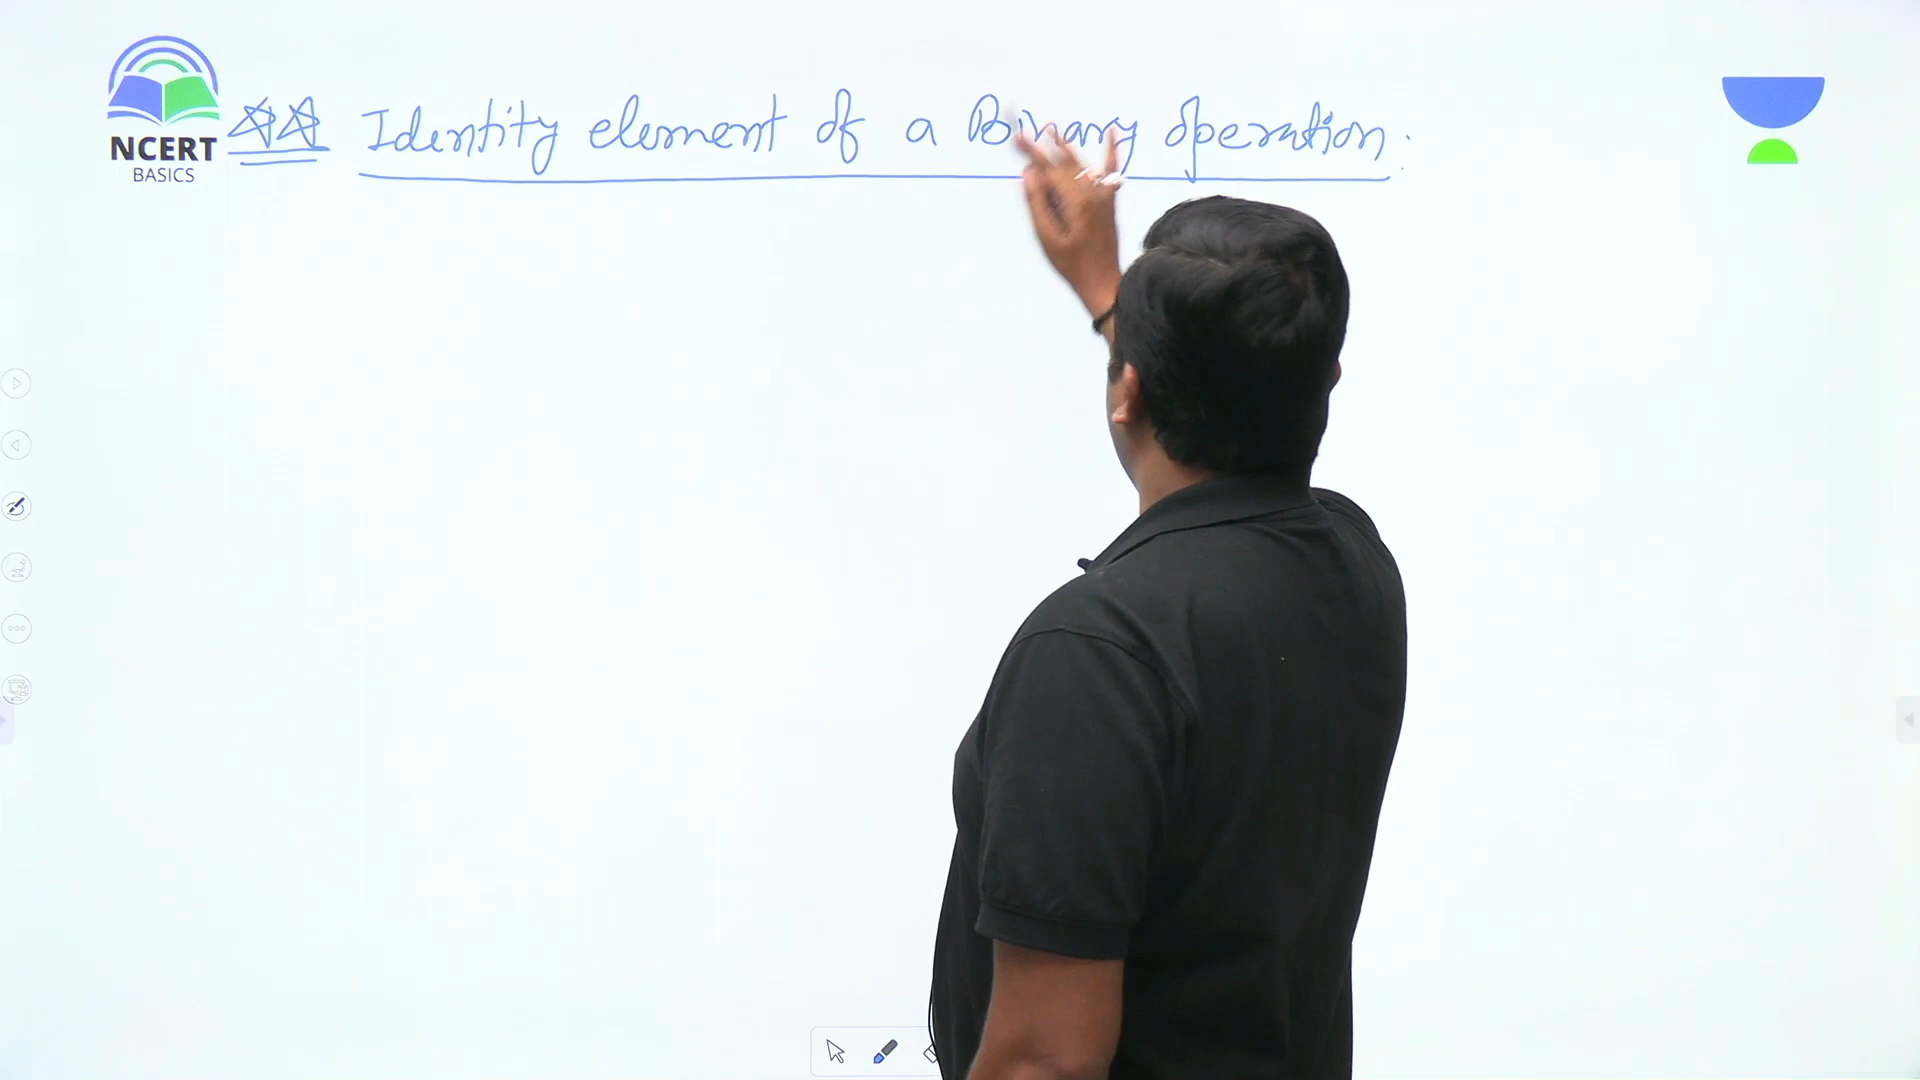 NCERT
BASICS
Identity element of a Binary operation.